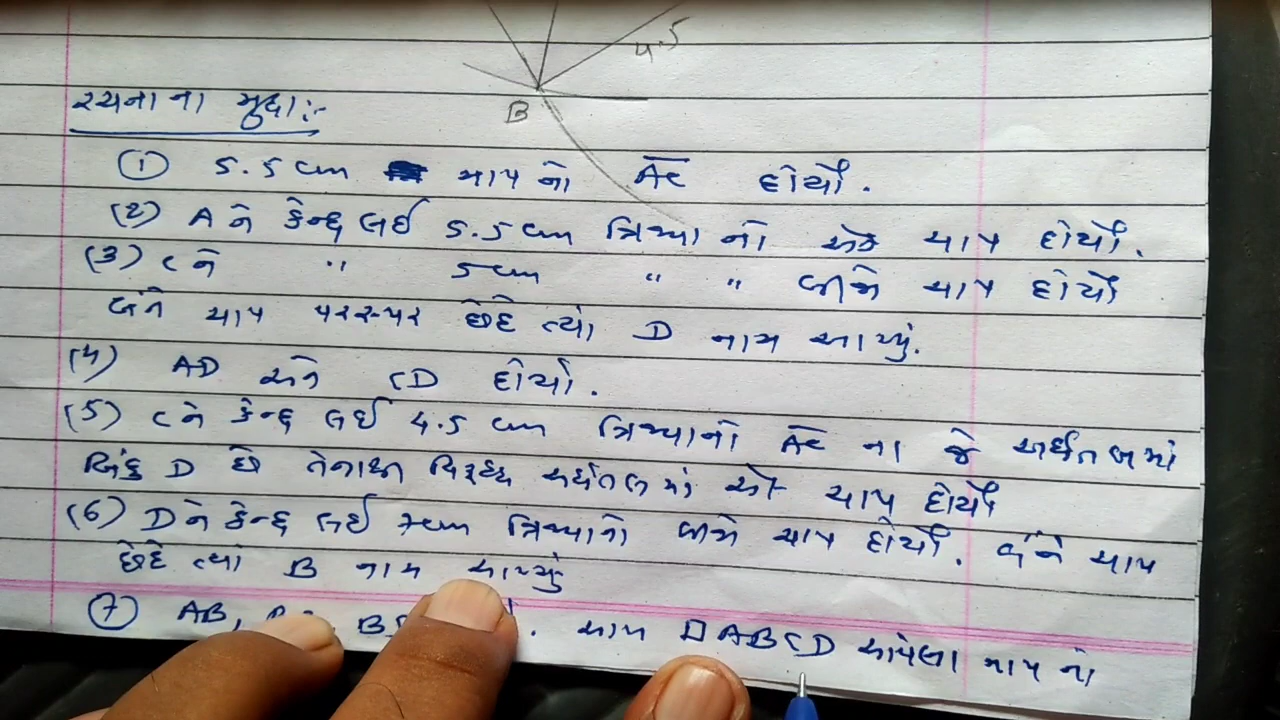 4.5
B
રચનાના મુદ્દા :-
(1) 5.5 cm માપનો A̅C̅ દોર્યો.
(2) A ને કેન્દ્ર લઈ 5.5 cm ત્રિજ્યાનો એક ચાપ દોર્યો.
(3) C ને " 5 cm " " બીજો ચાપ દોર્યો
બંને ચાપ પરસ્પર છેદે ત્યાં D નામ આપ્યું.
(4) AD અને CD દોર્યો.
(5) C ને કેન્દ્ર લઈ 4.5 cm ત્રિજ્યાનો A̅C̅ ના જે અર્ધતલમાં
બિંદુ D છે તેનાથી વિરૂધ્ધ અર્ધતલમાં એક ચાપ દોર્યો
(6) D ને કેન્દ્ર લઈ 7 cm ત્રિજ્યાનો બીજો ચાપ દોર્યો. બંને ચાપ
છેદે ત્યાં B નામ આપ્યું
(7) AB, આમ □ABCD આપેલા માપનો